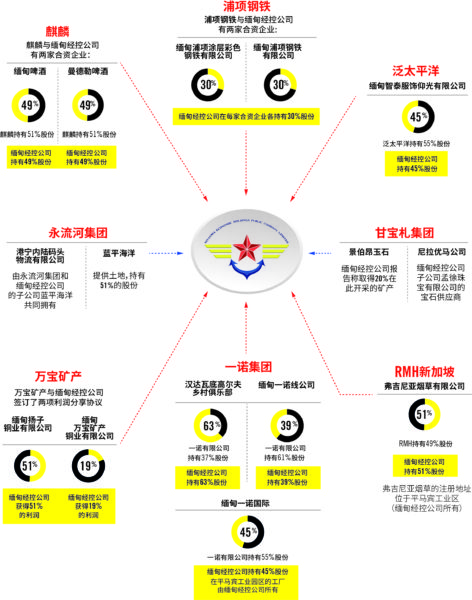 麒麟
麒麟与缅甸经控公司
有两家合资企业:
缅甸啤酒
49%
麒麟持有51%股份
缅甸经控公司
持有49%股份
曼德勒啤酒
49%
麒麟持有51%股份
缅甸经控公司
持有49%股份
浦项钢铁
浦项钢铁与缅甸经控公司
有两家合资企业:
缅甸浦项涂层彩色
钢铁有限公司
30%
缅甸浦项钢铁
有限公司
30%
缅甸经控公司在每家合资企业各持有30%股份
泛太平洋
缅甸智泰服饰仰光有限公司
45%
泛太平洋持有55%股份
缅甸经控公司
持有45%股份
永流河集团
港宁内陆码头
物流有限公司
由永流河集团和
缅甸经控公司
的子公司蓝平海洋
共同拥有
蓝平海洋
提供土地,持有
51%的股份
甘宝札集团
景伯昂玉石
缅甸经控公司报
告称取得20%在
此开采的矿产
尼拉优马公司
缅甸经控公司
子公司孟徐珠
宝有限公司的
宝石供应商
万宝矿产
万宝矿产与缅甸经控公司
签订了两项利润分享协议
缅甸扬子
铜业有限公司
51%
缅甸经控公司
获得51%
的利润
缅甸
万宝矿产
铜业有限公司
19%
缅甸经控公司
获得19%
的利润
一诺集团
汉达瓦底高尔夫
乡村俱乐部
63%
一诺有限公司
持有37%股份
缅甸经控公司
持有63%股份
缅甸一诺线公司
39%
一诺有限公司
持有61%股份
缅甸经控公司
持有39%股份
缅甸一诺国际
45%
一诺有限公司持有55%股份
缅甸经控公司持有45%股份
在平马宾工业园区的工厂
由缅甸经控公司所有
RMH新加坡
弗吉尼亚烟草有限公司
51%
RMH持有49%股份
缅甸经控公司
持有51%股份
弗吉尼亚烟草的注册地址
位于平马宾工业区
(缅甸经控公司所有)